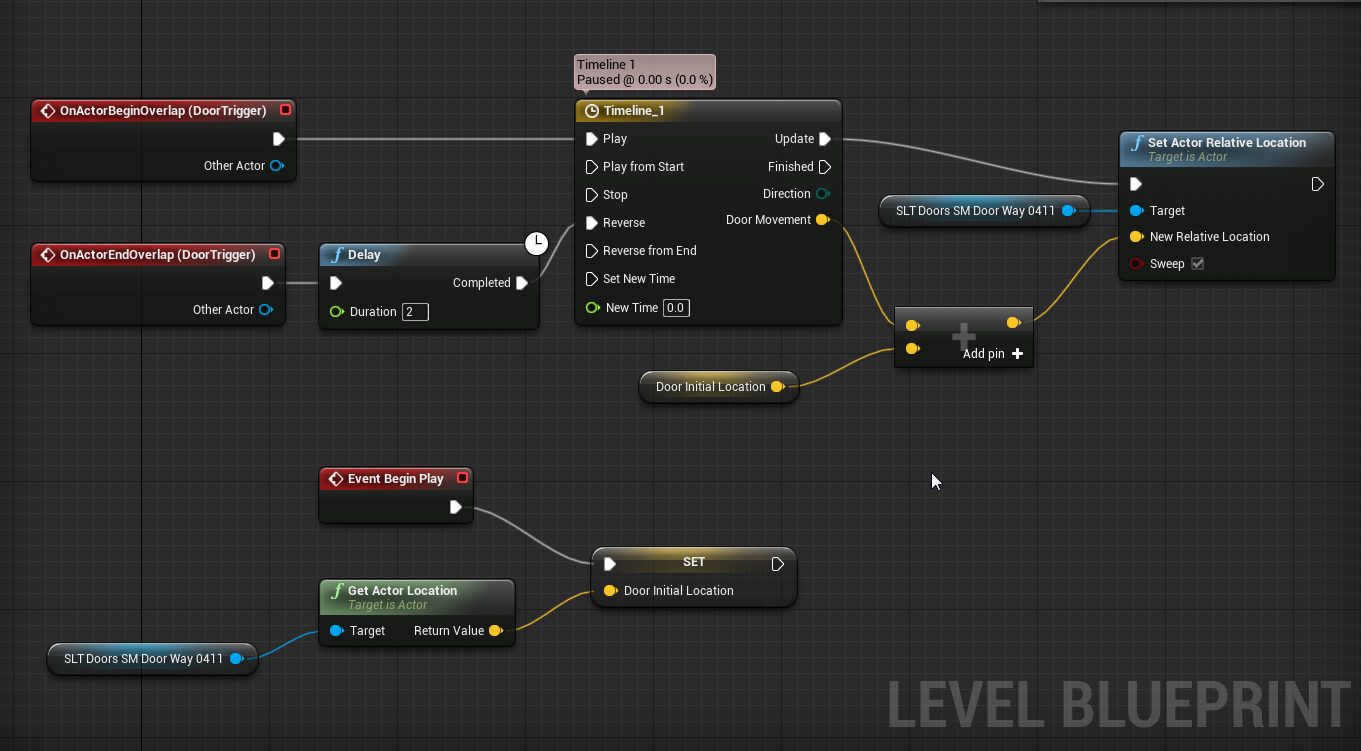 Timeline 1
Paused @ 0.00 s (0.0 %)
OnActorBeginOverlap (DoorTrigger)
Other Actor
Timeline_1
Play
Update
Play from Start
Finished
Stop
Direction
Reverse
Door Movement
Reverse from End
Set New Time
New Time 0.0
Set Actor Relative Location
Target is Actor
SLT Doors SM Door Way 0411
Target
New Relative Location
Sweep
OnActorEndOverlap (DoorTrigger)
Other Actor
Delay
Completed
Duration 2
Add pin
Door Initial Location
Event Begin Play
SET
Door Initial Location
Get Actor Location
Target is Actor
Target
Return Value
SLT Doors SM Door Way 0411
LEVEL BLUEPRINT